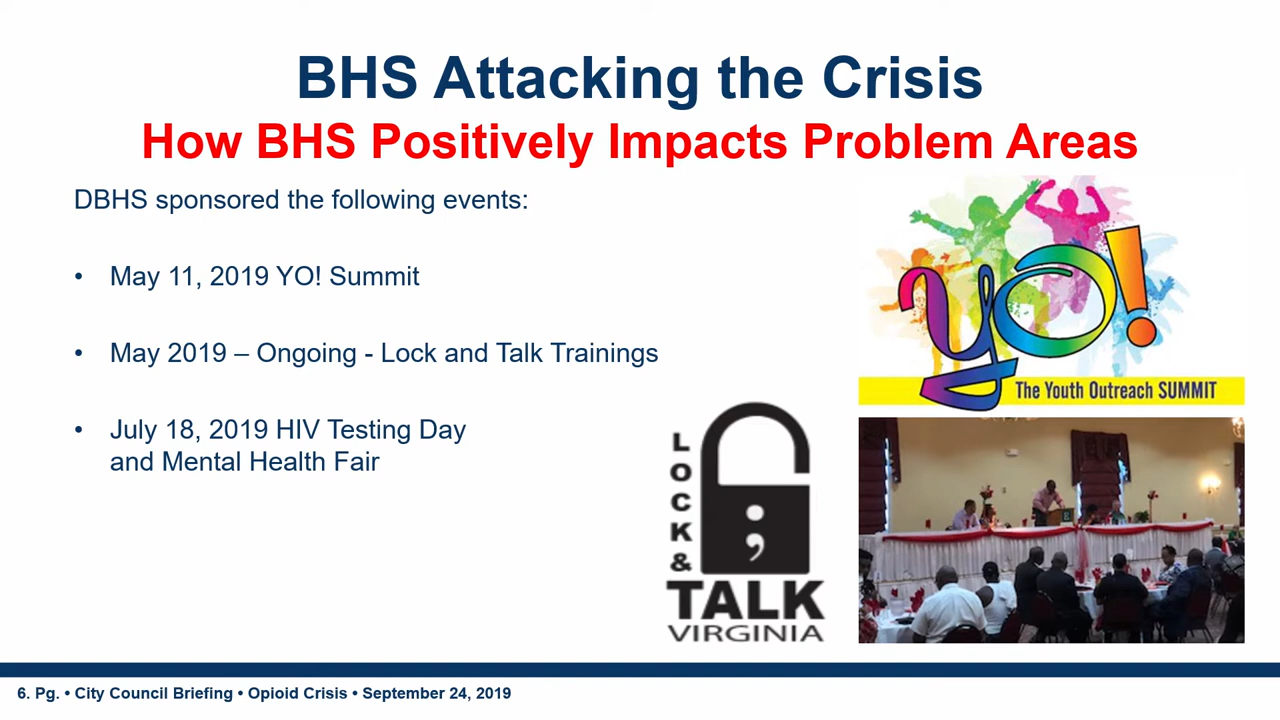 BHS Attacking the Crisis
How BHS Positively Impacts Problem Areas
DBHS sponsored the following events:
• May 11, 2019 YO! Summit
• May 2019 – Ongoing - Lock and Talk Trainings
• July 18, 2019 HIV Testing Day
and Mental Health Fair
YO!
The Youth Outreach SUMMIT
LOCK &
TALK
VIRGINIA
6. Pg. • City Council Briefing • Opioid Crisis • September 24, 2019